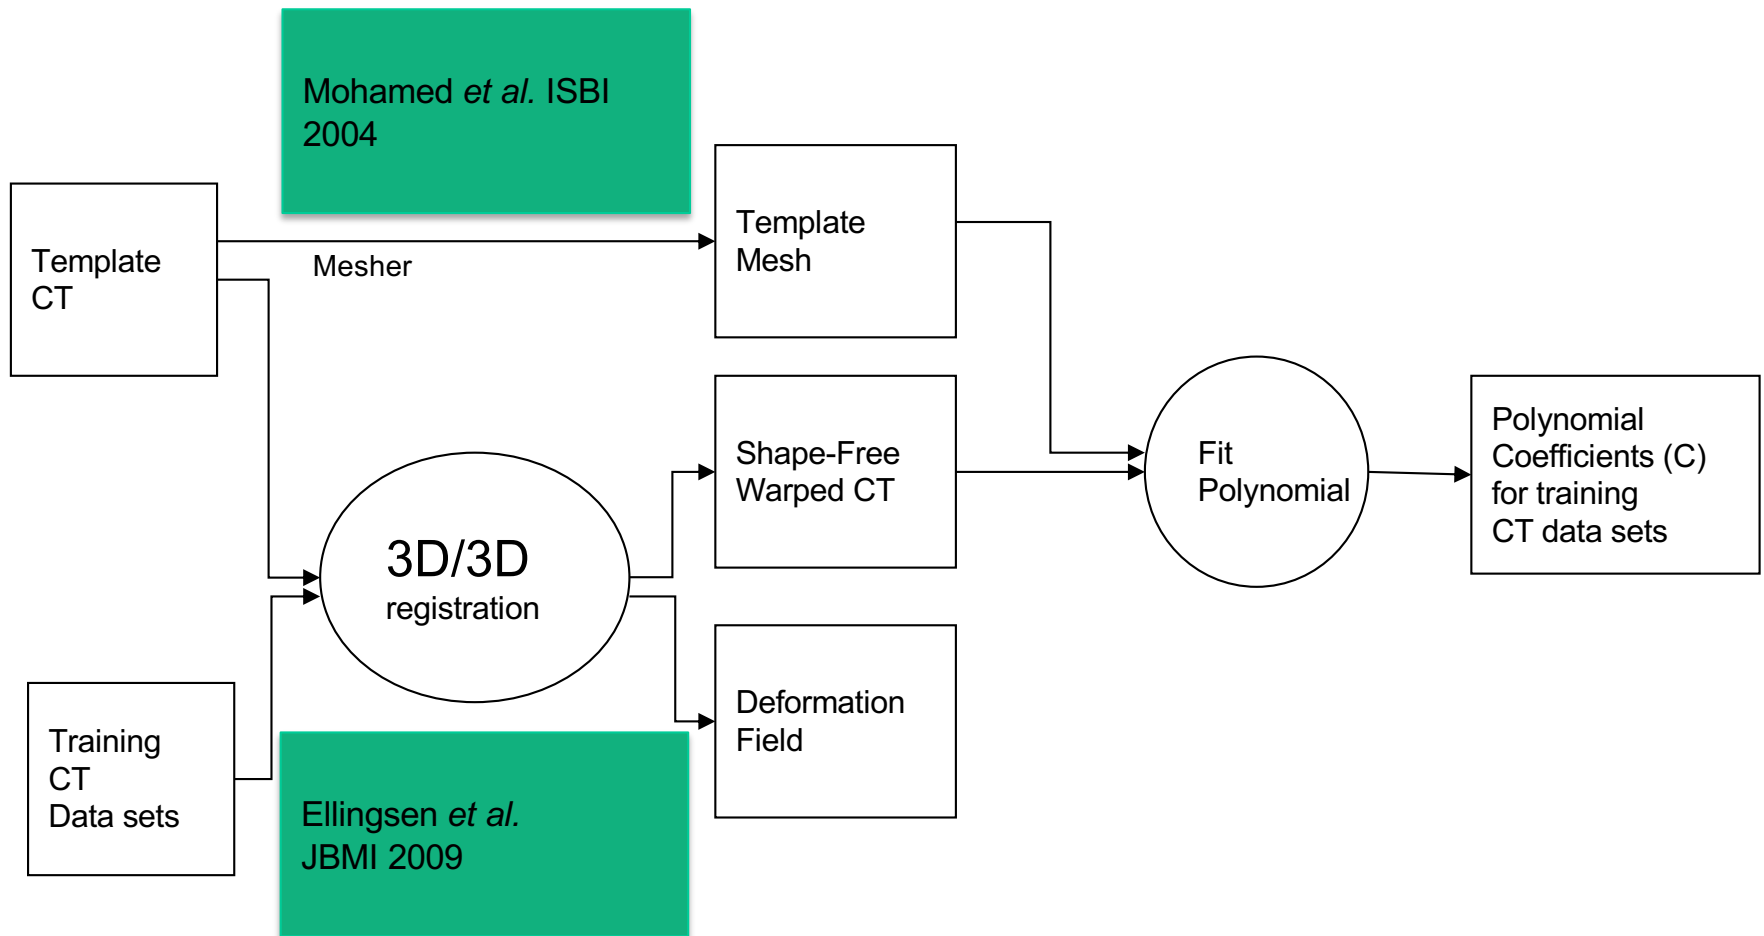 Mohamed et al. ISBI
2004
Template
CT
Mesher
Template
Mesh
Shape-Free
Warped CT
Fit
Polynomial
Polynomial
Coefficients (C)
for training
CT data sets
3D/3D
registration
Training
CT
Data sets
Deformation
Field
Ellingsen et al.
JBMI 2009